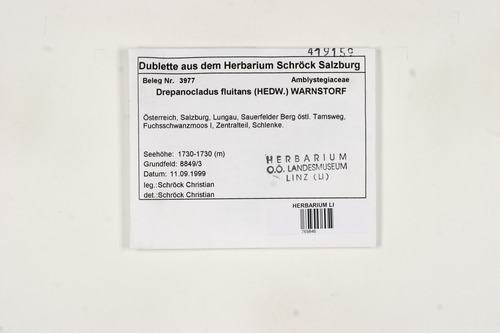 419159
Dublette aus dem Herbarium Schröck Salzburg
Beleg Nr. 3977 Amblystegiaceae
Drepanocladus fluitans (HEDW.) WARNSTORF
Österreich, Salzburg, Lungau, Sauerfelder Berg östl. Tamsweg,
Fuchsschwanzmoos I, Zentralteil, Schlenke.
Seehöhe: 1730-1730 (m)
Grundfeld: 8849/3
Datum: 11.09.1999
leg.:Schröck Christian
det.:Schröck Christian
HERBARIUM
O.Ö. LANDESMUSEUM
LINZ (LI)
HERBARIUM LI
769846